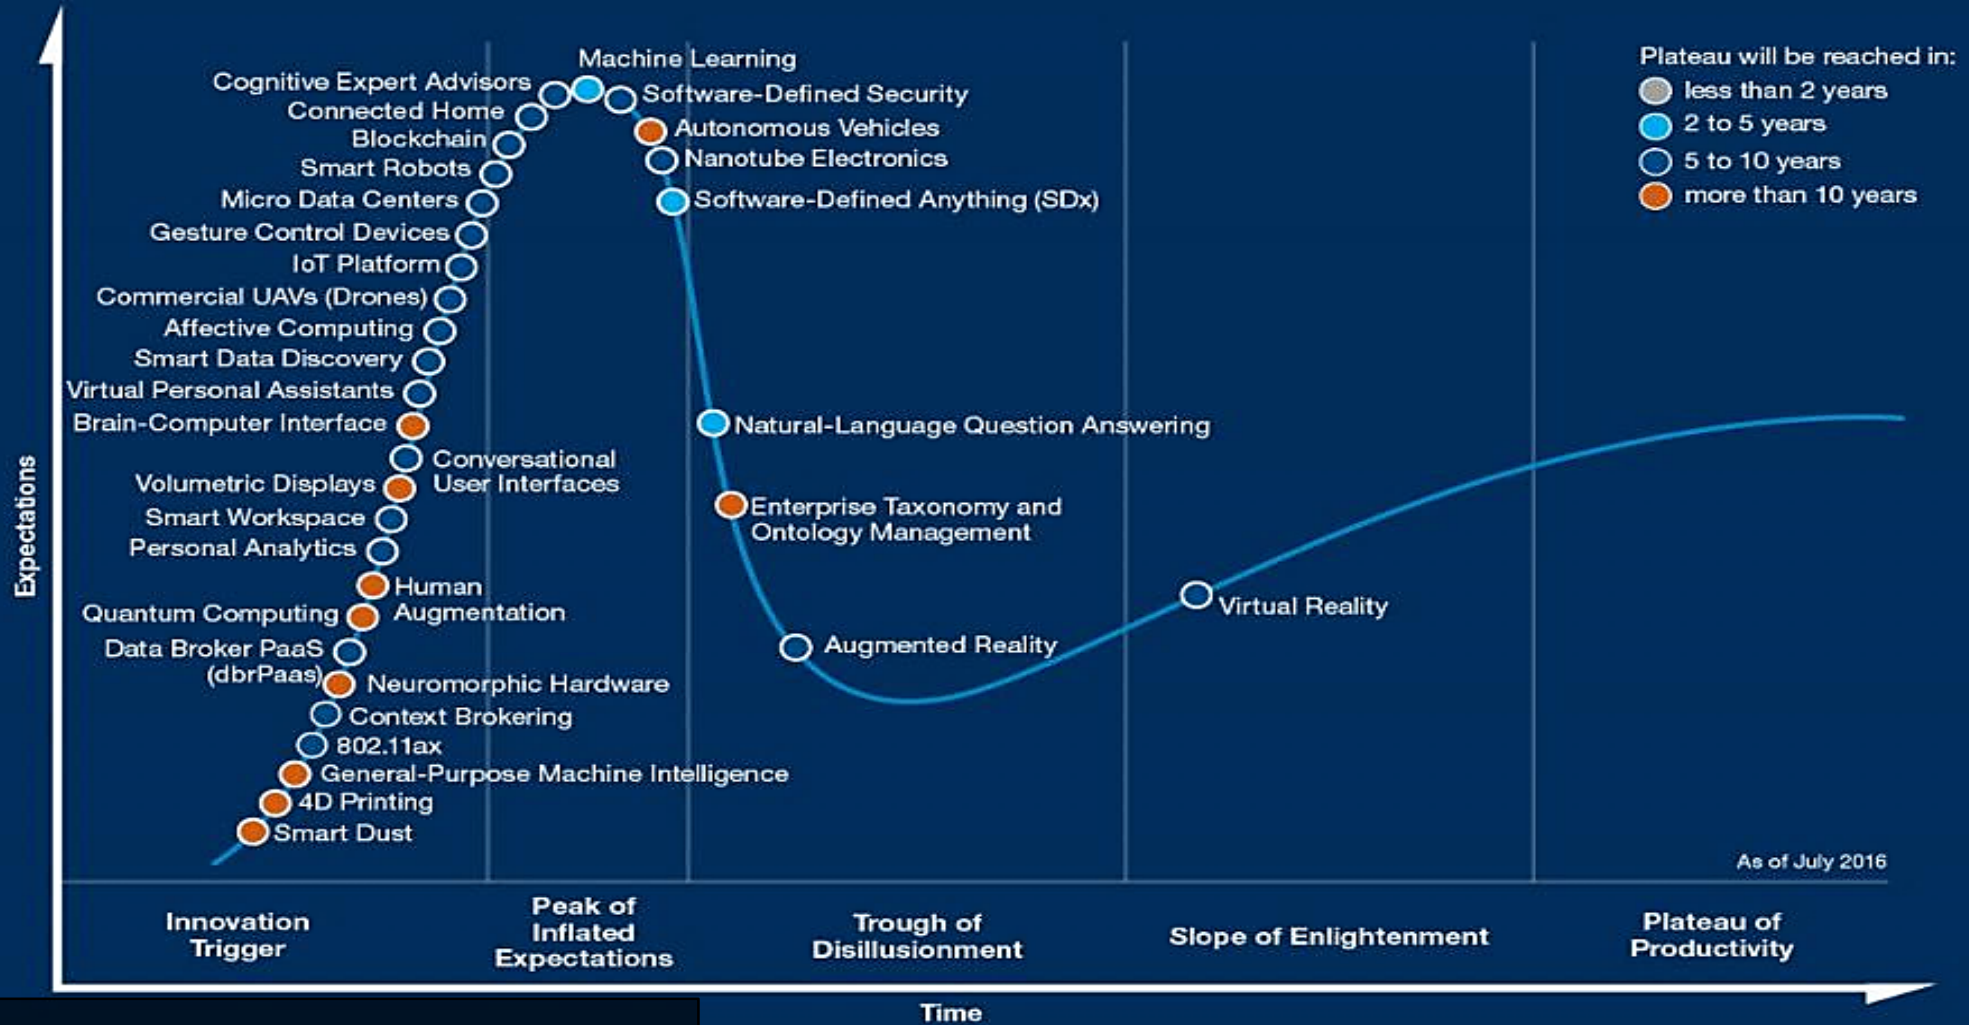 Machine Learning
Cognitive Expert Advisors
Software-Defined Security
Connected Home
Autonomous Vehicles
Blockchain
Nanotube Electronics
Smart Robots
Micro Data Centers
Software-Defined Anything (SDx)
Gesture Control Devices
IoT Platform
Commercial UAVs (Drones)
Affective Computing
Smart Data Discovery
Virtual Personal Assistants
Brain-Computer Interface
Conversational
User Interfaces
Volumetric Displays
Smart Workspace
Personal Analytics
Human
Augmentation
Quantum Computing
Data Broker PaaS
(dbrPaas)
Neuromorphic Hardware
Context Brokering
802.11ax
General-Purpose Machine Intelligence
4D Printing
Smart Dust
Natural-Language Question Answering
Enterprise Taxonomy and
Ontology Management
Augmented Reality
Virtual Reality
Plateau will be reached in:
less than 2 years
2 to 5 years
5 to 10 years
more than 10 years
As of July 2016
Expectations
Innovation
Trigger
Peak of
Inflated
Expectations
Trough of
Disillusionment
Slope of Enlightenment
Plateau of
Productivity
Time